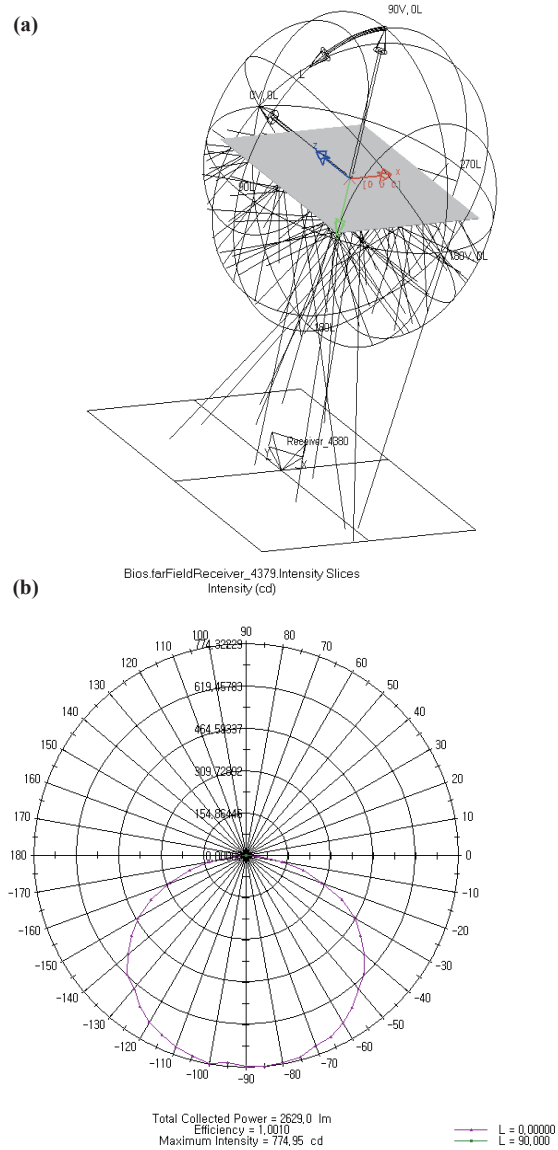 (a)
90V, 0L
L
0V, 0L
Z
X
[0 0 0]
270L
90L
180V, 0L
180L
Receiver_4380
Y
X
Bios.farFieldReceiver_4379.Intensity Slices
Intensity (cd)
(b)
90
100
774,32229
80
110
70
120
60
619,45783
130
50
140
464,59337
40
150
30
309,72892
160
20
170
154,86446
10
180
0
-170
-10
-160
-20
-150
-30
-140
-40
-130
-50
-120
-60
-110
-70
-100
-80
-90
Total Collected Power = 2629,0 lm
Efficiency = 1,0010
Maximum Intensity = 774,95 cd
L = 0,00000
L = 90,000